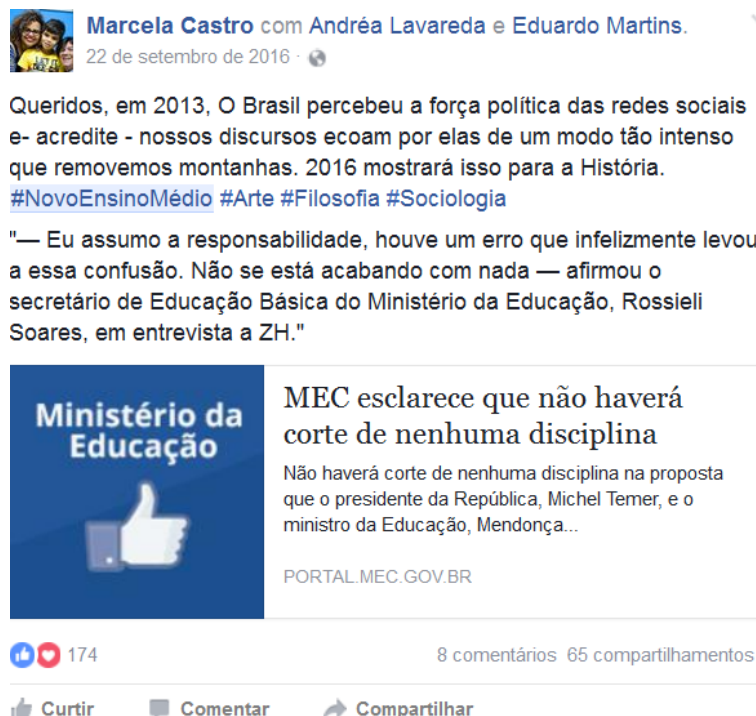 Marcela Castro com Andréa Lavareda e Eduardo Martins.
22 de setembro de 2016 ·
Queridos, em 2013, O Brasil percebeu a força política das redes sociais
e- acredite - nossos discursos ecoam por elas de um modo tão intenso
que removemos montanhas. 2016 mostrará isso para a História.
#NovoEnsinoMédio #Arte #Filosofia #Sociologia
"— Eu assumo a responsabilidade, houve um erro que infelizmente levou
a essa confusão. Não se está acabando com nada — afirmou o
secretário de Educação Básica do Ministério da Educação, Rossieli
Soares, em entrevista a ZH."
Ministério da
Educação
MEC esclarece que não haverá
corte de nenhuma disciplina
Não haverá corte de nenhuma disciplina na proposta
que o presidente da República, Michel Temer, e o
ministro da Educação, Mendonça...
PORTAL.MEC.GOV.BR
174
8 comentários 65 compartilhamentos
Curtir Comentar Compartilhar